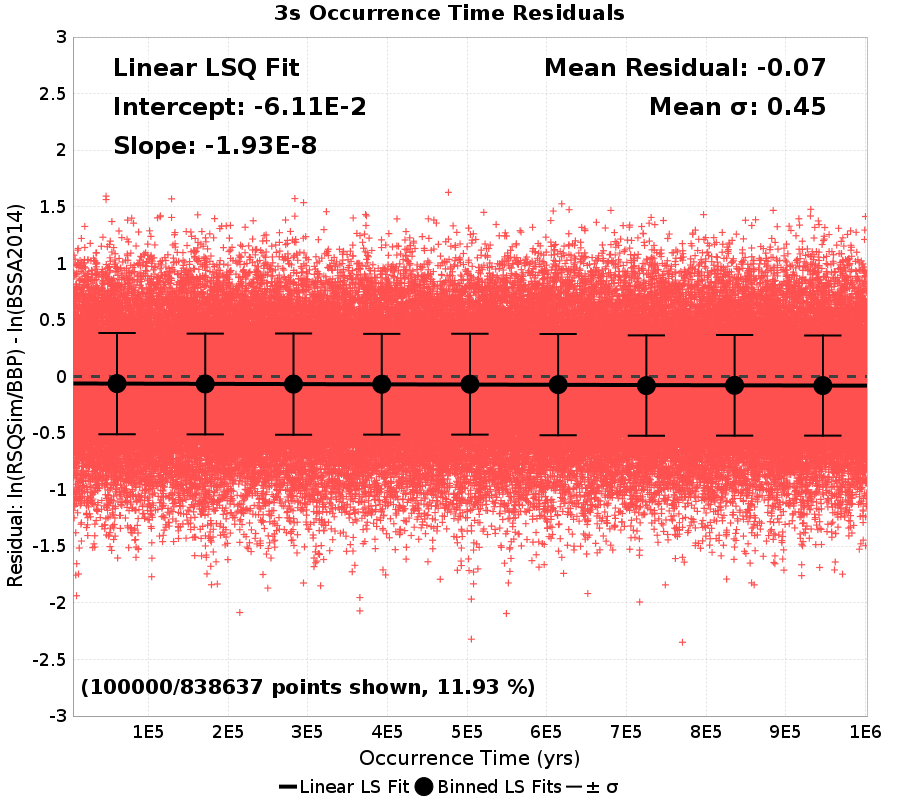 3s Occurrence Time Residuals
Linear LSQ Fit
Intercept: -6.11E-2
Slope: -1.93E-8
Mean Residual: -0.07
Mean σ: 0.45
Residual: ln(RSQSim/BBP) - ln(BSSA2014)
3
2.5
2
1.5
1
0.5
0
-0.5
-1
-1.5
-2
-2.5
-3
(100000/838637 points shown, 11.93 %)
1E5 2E5 3E5 4E5 5E5 6E5 7E5 8E5 9E5 1E6
Occurrence Time (yrs)
Linear LS Fit Binned LS Fits ± σ